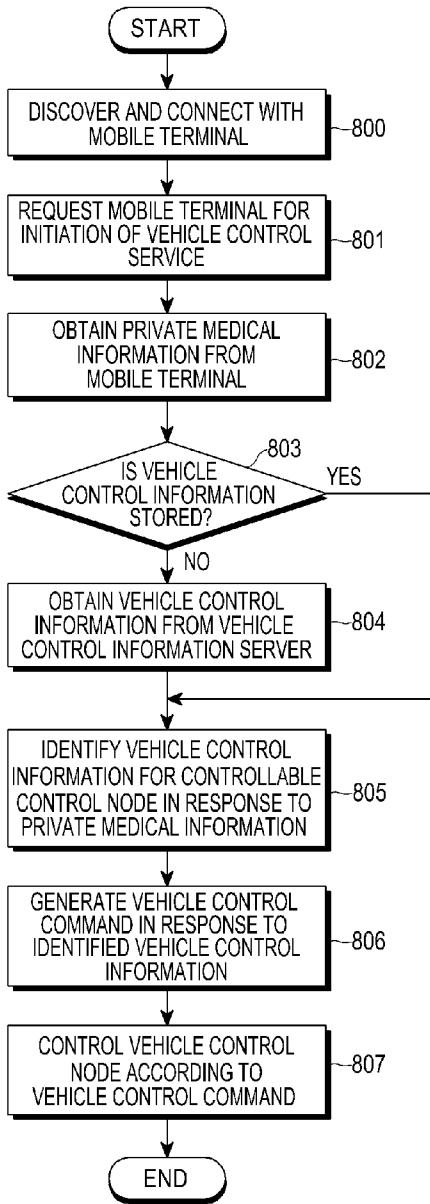 START
DISCOVER AND CONNECT WITH
MOBILE TERMINAL
800
REQUEST MOBILE TERMINAL FOR
INITIATION OF VEHICLE CONTROL
SERVICE
801
OBTAIN PRIVATE MEDICAL
INFORMATION FROM
MOBILE TERMINAL
802
803
IS VEHICLE
CONTROL INFORMATION
STORED?
YES
NO
OBTAIN VEHICLE CONTROL
INFORMATION FROM VEHICLE
CONTROL INFORMATION SERVER
804
IDENTIFY VEHICLE CONTROL
INFORMATION FOR CONTROLLABLE
CONTROL NODE IN RESPONSE TO
PRIVATE MEDICAL INFORMATION
805
GENERATE VEHICLE CONTROL
COMMAND IN RESPONSE TO
IDENTIFIED VEHICLE CONTROL
INFORMATION
806
CONTROL VEHICLE CONTROL
NODE ACCORDING TO
VEHICLE CONTROL COMMAND
807
END